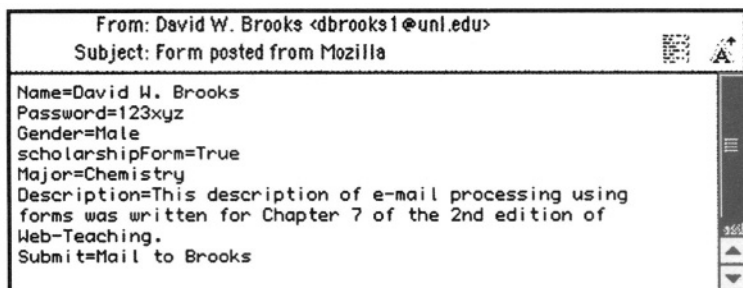 From: David W. Brooks <dbrooks1@unl.edu>
Subject: Form posted from Mozilla
Name=David W. Brooks
Password=123xyz
Gender=Male
scholarshipForm=True
Major=Chemistry
Description=This description of e-mail processing using
forms was written for Chapter 7 of the 2nd edition of
Web-Teaching.
Submit=Mail to Brooks